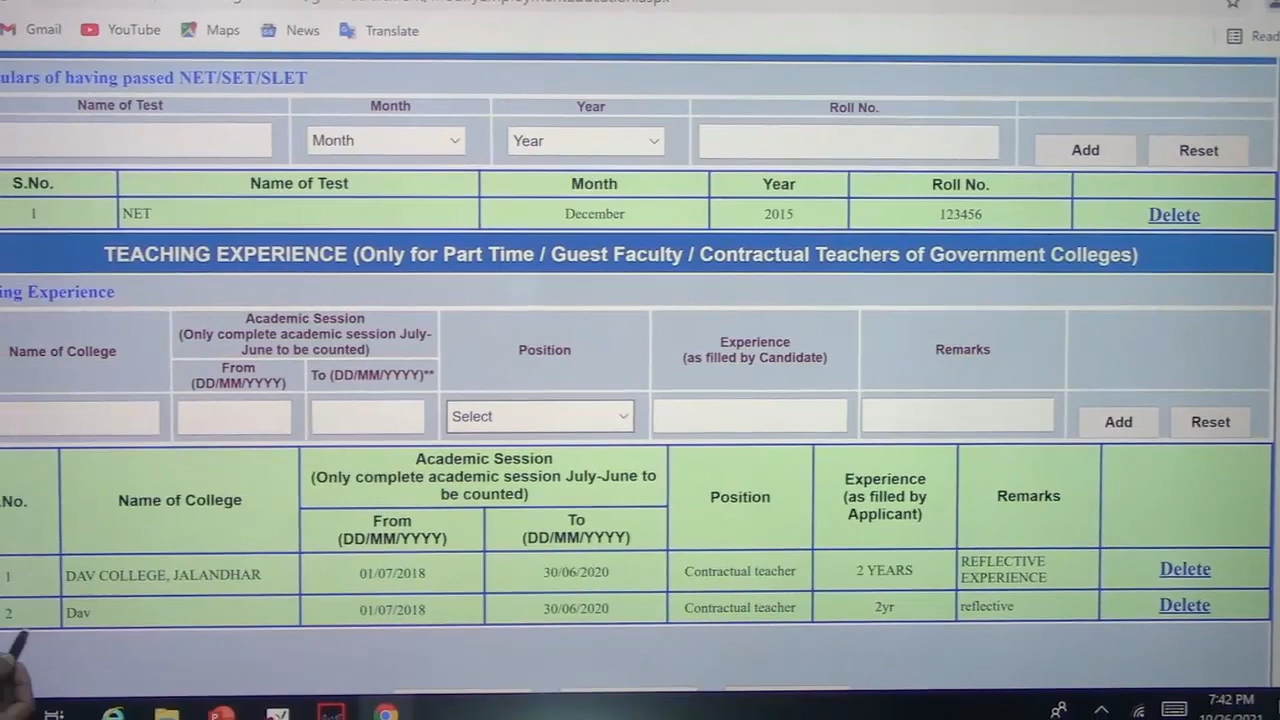 Gmail YouTube Maps News Translate
Read
ulars of having passed NET/SET/SLET
Name of Test Month Year Roll No.
Month Year Add Reset
S.No. Name of Test Month Year Roll No.
1 NET December 2015 123456 Delete
TEACHING EXPERIENCE (Only for Part Time / Guest Faculty / Contractual Teachers of Government Colleges)
ing Experience
Name of College
Academic Session
(Only complete academic session July-
June to be counted)
From
(DD/MM/YYYY)
To (DD/MM/YYYY)**
Position
Experience
(as filled by Candidate)
Remarks
Select Add Reset
.No. Name of College
Academic Session
(Only complete academic session July-June to
be counted)
From
(DD/MM/YYYY)
To
(DD/MM/YYYY)
Position
Experience
(as filled by
Applicant)
Remarks
1 DAV COLLEGE, JALANDHAR 01/07/2018 30/06/2020 Contractual teacher 2 YEARS REFLECTIVE
EXPERIENCE Delete
2 Dav 01/07/2018 30/06/2020 Contractual teacher 2yr reflective Delete
7:42 PM